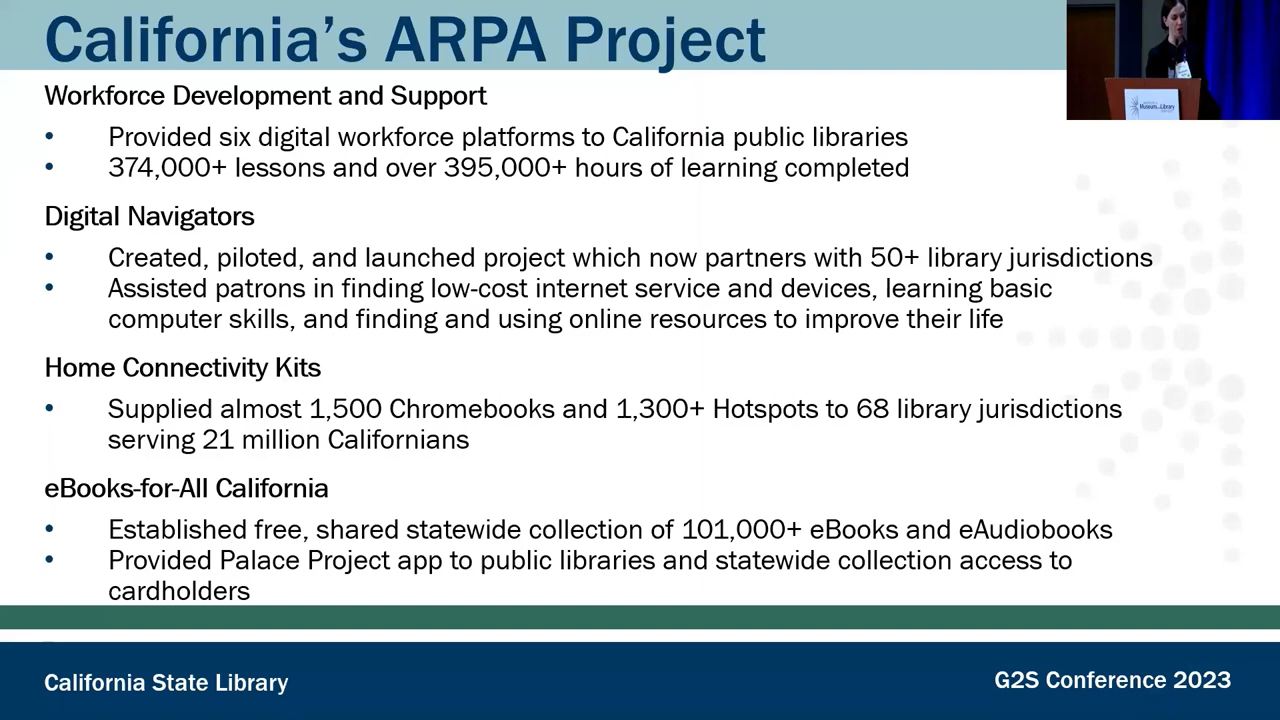 California's ARPA Project
Workforce Development and Support
• Provided six digital workforce platforms to California public libraries
• 374,000+ lessons and over 395,000+ hours of learning completed
Digital Navigators
• Created, piloted, and launched project which now partners with 50+ library jurisdictions
• Assisted patrons in finding low-cost internet service and devices, learning basic
computer skills, and finding and using online resources to improve their life
Home Connectivity Kits
• Supplied almost 1,500 Chromebooks and 1,300+ Hotspots to 68 library jurisdictions
serving 21 million Californians
eBooks-for-All California
• Established free, shared statewide collection of 101,000+ eBooks and eAudiobooks
• Provided Palace Project app to public libraries and statewide collection access to
cardholders
California State Library
G2S Conference 2023
Museum and Library